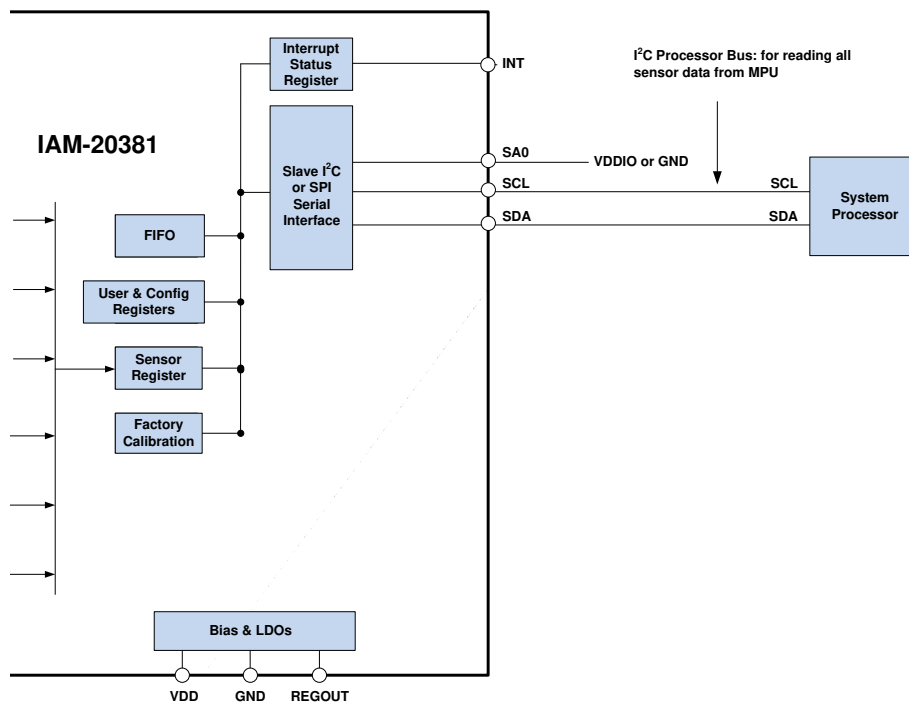 Interrupt
Status
Register
INT
I²C Processor Bus: for reading all
sensor data from MPU
IAM-20381
Slave I²C
or SPI
Serial
Interface
SA0
VDDIO or GND
SCL
SCL
SDA
SDA
System
Processor
FIFO
User & Config
Registers
Sensor
Register
Factory
Calibration
Bias & LDOs
VDD
GND
REGOUT